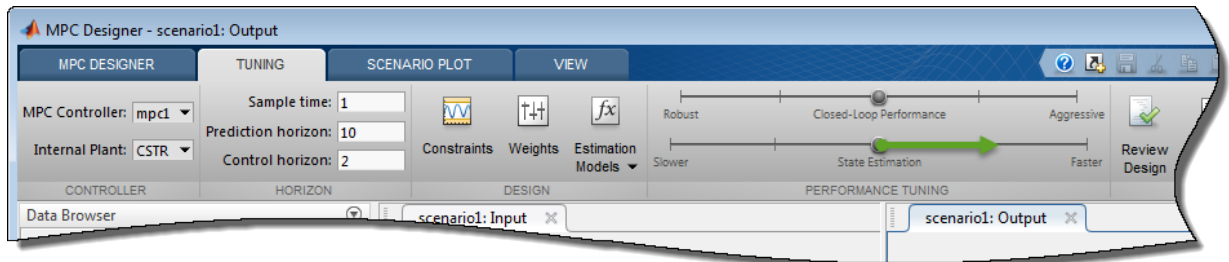 MPC Designer - scenario1: Output
MPC DESIGNER TUNING SCENARIO PLOT VIEW
MPC Controller: mpc1
Internal Plant: CSTR
CONTROLLER
Sample time: 1
Prediction horizon: 10
Control horizon: 2
HORIZON
Constraints
Weights
fx
Estimation
Models
DESIGN
Robust Closed-Loop Performance Aggressive
Slower State Estimation Faster
PERFORMANCE TUNING
Review
Design
Data Browser
scenario1: Input
scenario1: Output